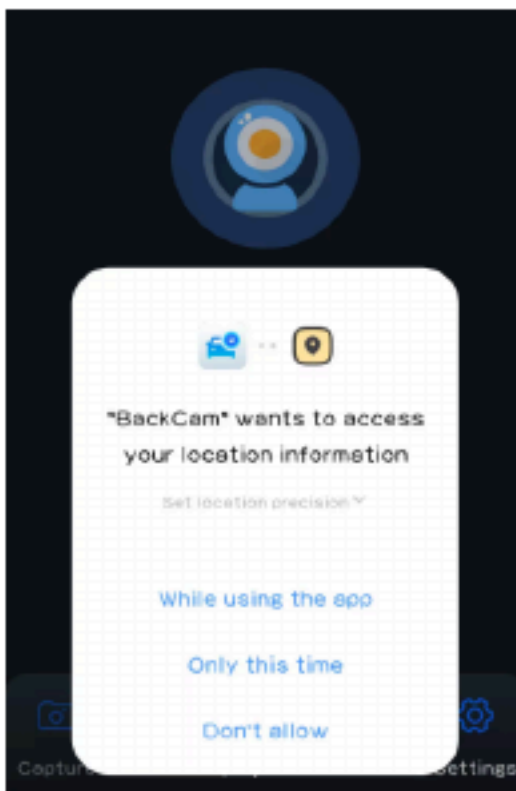 "BackCam" wants to access
your location information
Set location precision
While using the app
Only this time
Don't allow